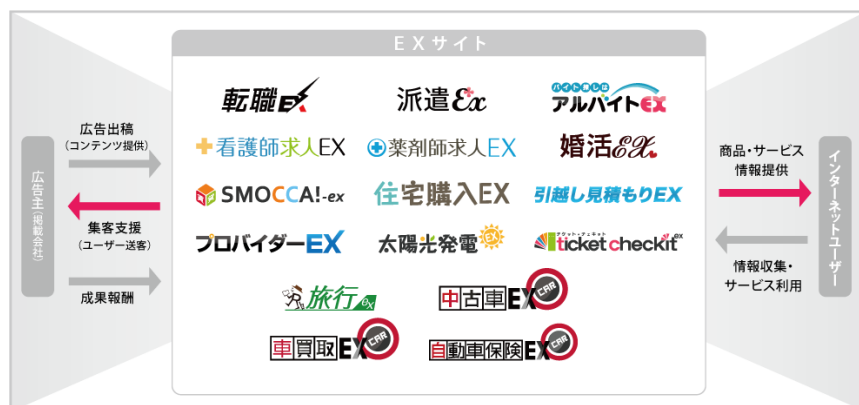 EXサイト
転職EX
派遣Ex
バイト探しは
アルバイトEX
看護師求人EX
薬剤師求人EX
婚活EX
SMOCCA!-ex
住宅購入EX
引越し見積もりEX
プロバイダーEX
太陽光発電EX
チケット・チェキット
ticket checkit ex
旅行EX
中古車EX CAR
車買取EX CAR
自動車保険EX CAR
広告主(掲載会社)
広告出稿
(コンテンツ提供)
集客支援
(ユーザー送客)
成果報酬
商品・サービス
情報提供
情報収集・
サービス利用
インターネットユーザー